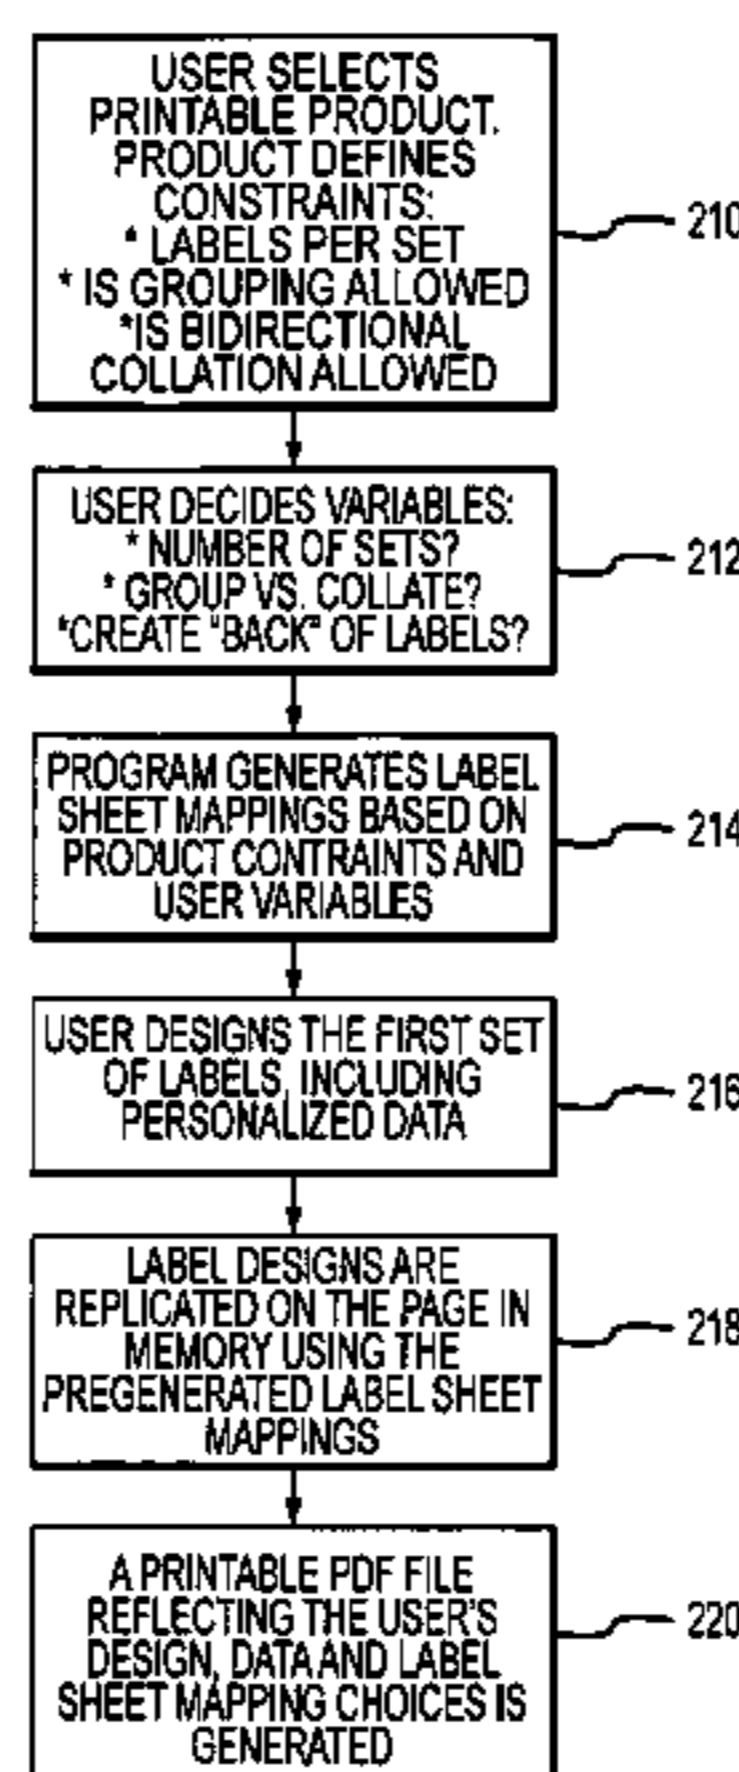 USER SELECTS
PRINTABLE PRODUCT.
PRODUCT DEFINES
CONSTRAINTS:
* LABELS PER SET
* IS GROUPING ALLOWED
*IS BIDIRECTIONAL
COLLATION ALLOWED
210
USER DECIDES VARIABLES:
* NUMBER OF SETS?
* GROUP VS. COLLATE?
*CREATE "BACK" OF LABELS?
212
PROGRAM GENERATES LABEL
SHEET MAPPINGS BASED ON
PRODUCT CONTRAINTS AND
USER VARIABLES
214
USER DESIGNS THE FIRST SET
OF LABELS, INCLUDING
PERSONALIZED DATA
216
LABEL DESIGNS ARE
REPLICATED ON THE PAGE IN
MEMORY USING THE
PREGENERATED LABEL SHEET
MAPPINGS
218
A PRINTABLE PDF FILE
REFLECTING THE USER'S
DESIGN, DATA AND LABEL
SHEET MAPPING CHOICES IS
GENERATED
220